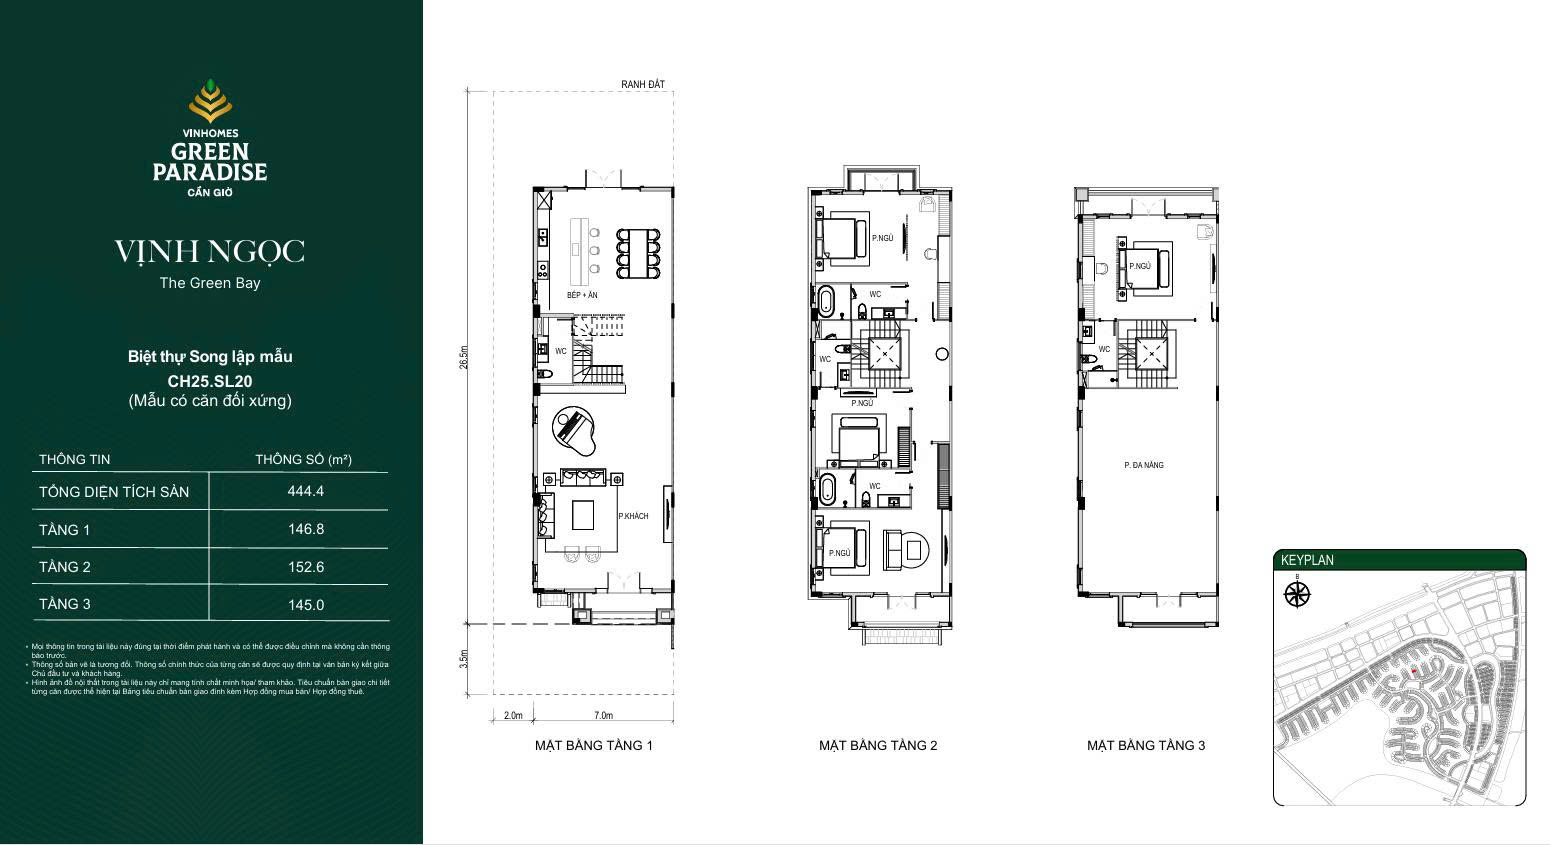 VINHOMES
GREEN
PARADISE
CẦN GIỜ
VỊNH NGỌC
The Green Bay
Biệt thự Song lập mẫu
CH25.SL20
(Mẫu có căn đối xứng)
THÔNG TIN THÔNG SỐ (m²)
TỔNG DIỆN TÍCH SÀN 444.4
TẦNG 1 146.8
TẦNG 2 152.6
TẦNG 3 145.0
• Mọi thông tin trong tài liệu này đúng tại thời điểm phát hành và có thể được điều chỉnh mà không cần thông
báo trước.
• Thông số bản vẽ là tương đối. Thông số chính thức của từng căn sẽ được quy định tại văn bản ký kết giữa
Chủ đầu tư và khách hàng.
• Hình ảnh đồ nội thất trong tài liệu này chỉ mang tính chất minh họa/ tham khảo. Tiêu chuẩn bàn giao chi tiết
từng căn được thể hiện tại Bảng tiêu chuẩn bàn giao đính kèm Hợp đồng mua bán/ Hợp đồng thuê.
RANH ĐẤT
26.5m
3.5m
2.0m
7.0m
BẾP + ĂN
WC
P.KHÁCH
MẶT BẰNG TẦNG 1
P.NGỦ
WC
WC
P.NGỦ
WC
P.NGỦ
MẶT BẰNG TẦNG 2
P.NGỦ
WC
P. ĐA NĂNG
MẶT BẰNG TẦNG 3
KEYPLAN
B